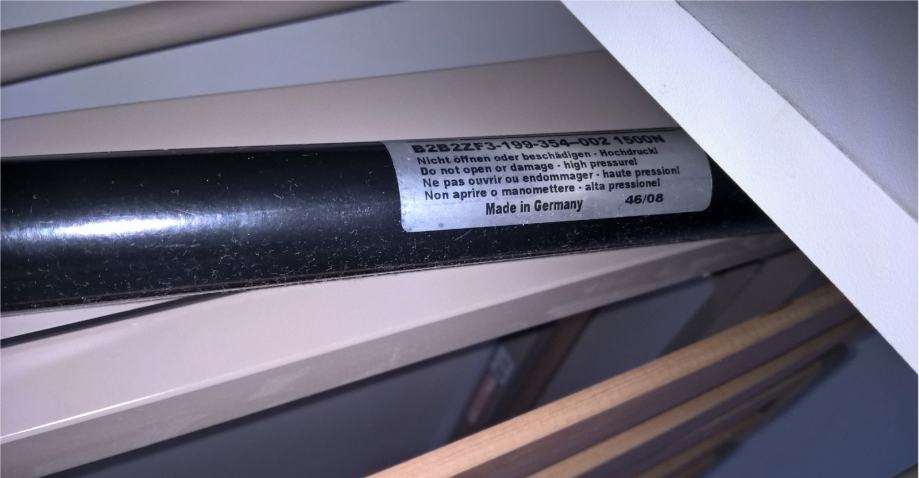 B2B2ZF3-199-354-002 1500N
Nicht öffnen oder beschädigen - Hochdruck!
Do not open or damage - high pressure!
Ne pas ouvrir ou endommager - haute pression!
Non aprire o manomettere - alta pressione!
Made in Germany 46/08